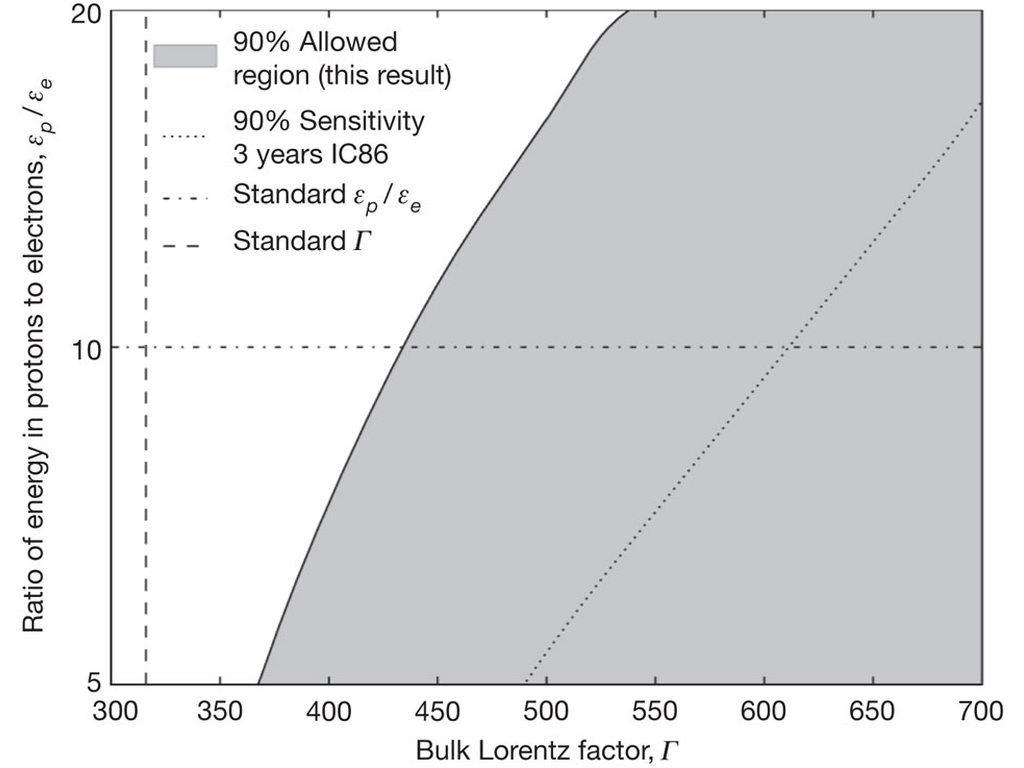 20
10
5
Ratio of energy in protons to electrons, εp / εe
90% Allowed
region (this result)
90% Sensitivity
3 years IC86
Standard εp / εe
Standard Γ
300 350 400 450 500 550 600 650 700
Bulk Lorentz factor, Γ